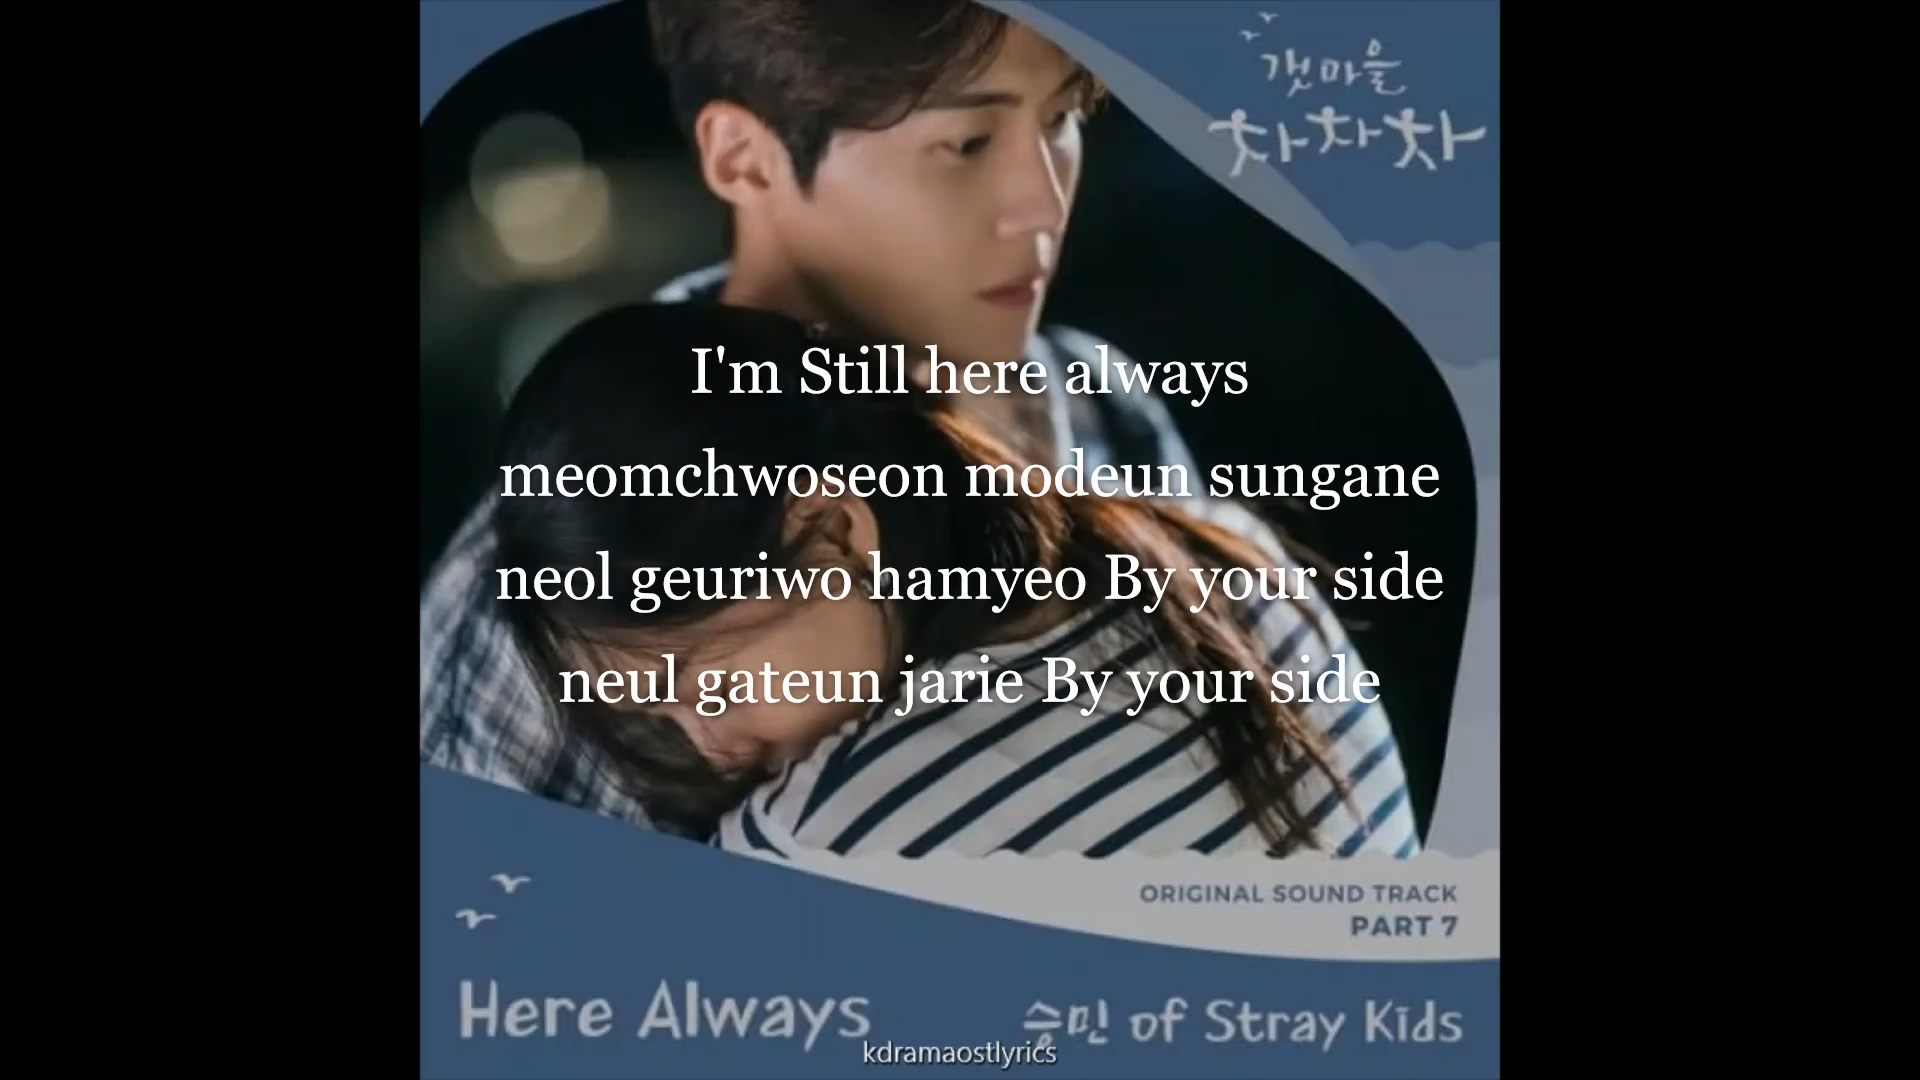 갯마을
차차차
I'm Still here always
meomchwoseon modeun sungane
neol geuriwo hamyeo By your side
neul gateun jarie By your side
ORIGINAL SOUND TRACK
PART 7
Here Always
승민 of Stray Kids
kdramaostlyrics